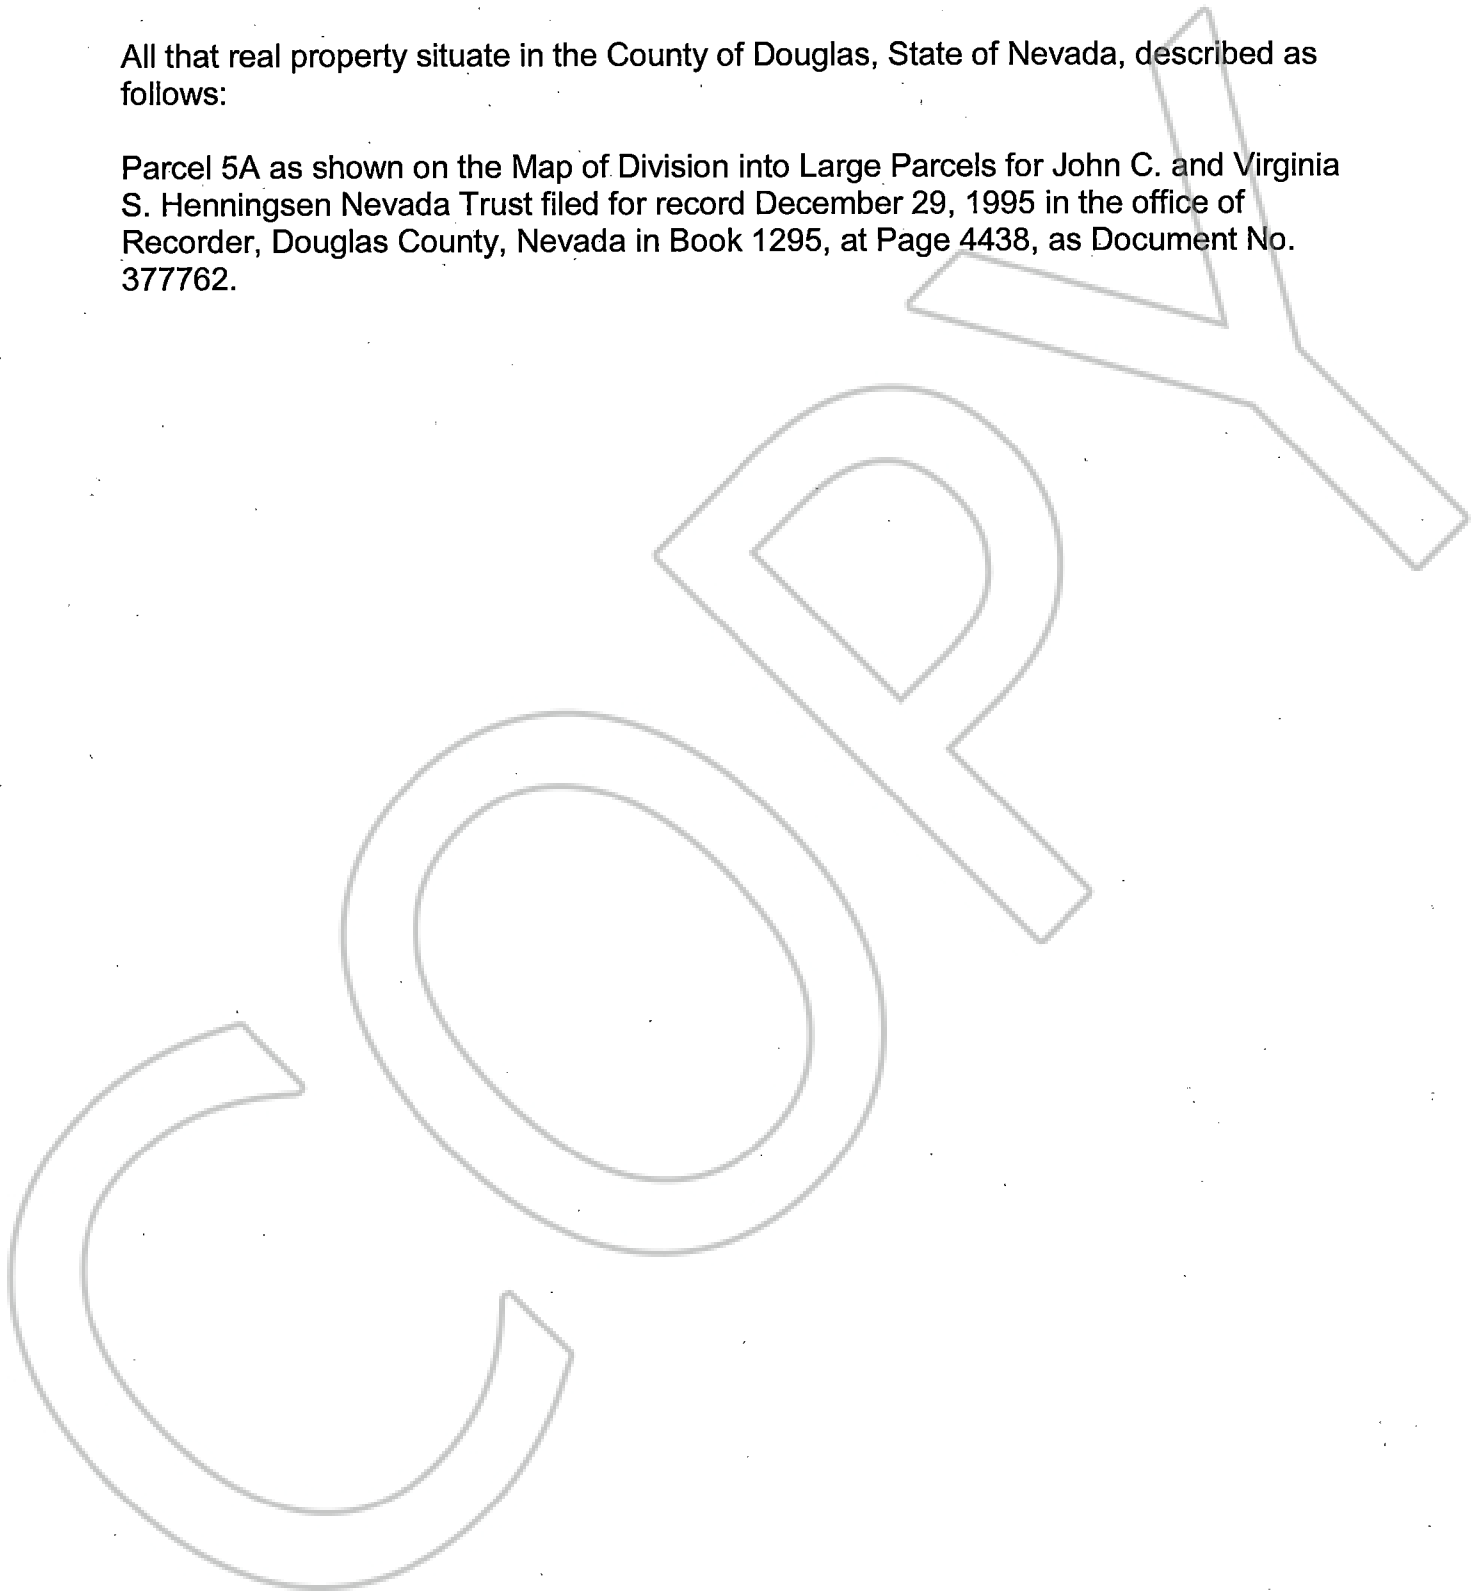 All that real property situate in the County of Douglas, State of Nevada, described as
follows:
Parcel 5A as shown on the Map of Division into Large Parcels for John C. and Virginia
S. Henningsen Nevada Trust filed for record December 29, 1995 in the office of
Recorder, Douglas County, Nevada in Book 1295, at Page 4438, as Document No.
377762.
COPY